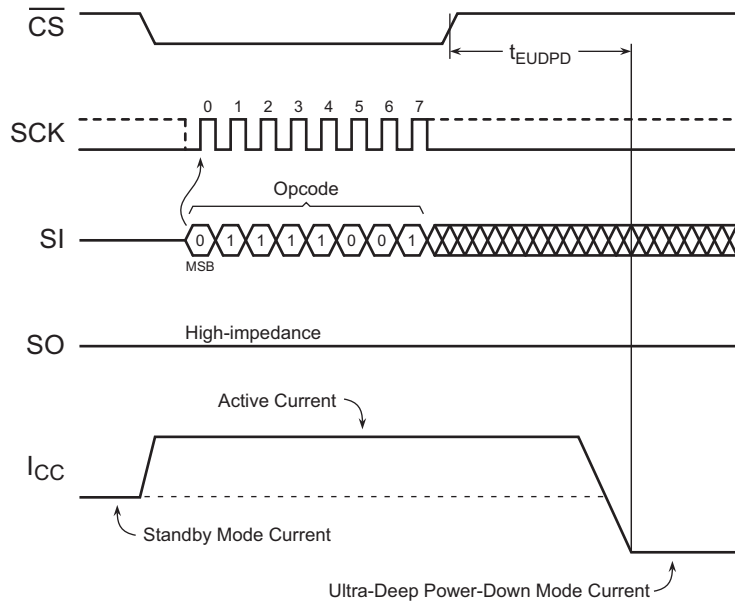 CS
tEUDPD
0 1 2 3 4 5 6 7
SCK
Opcode
SI
0 1 1 1 1 0 0 1
MSB
High-impedance
SO
Active Current
ICC
Standby Mode Current
Ultra-Deep Power-Down Mode Current